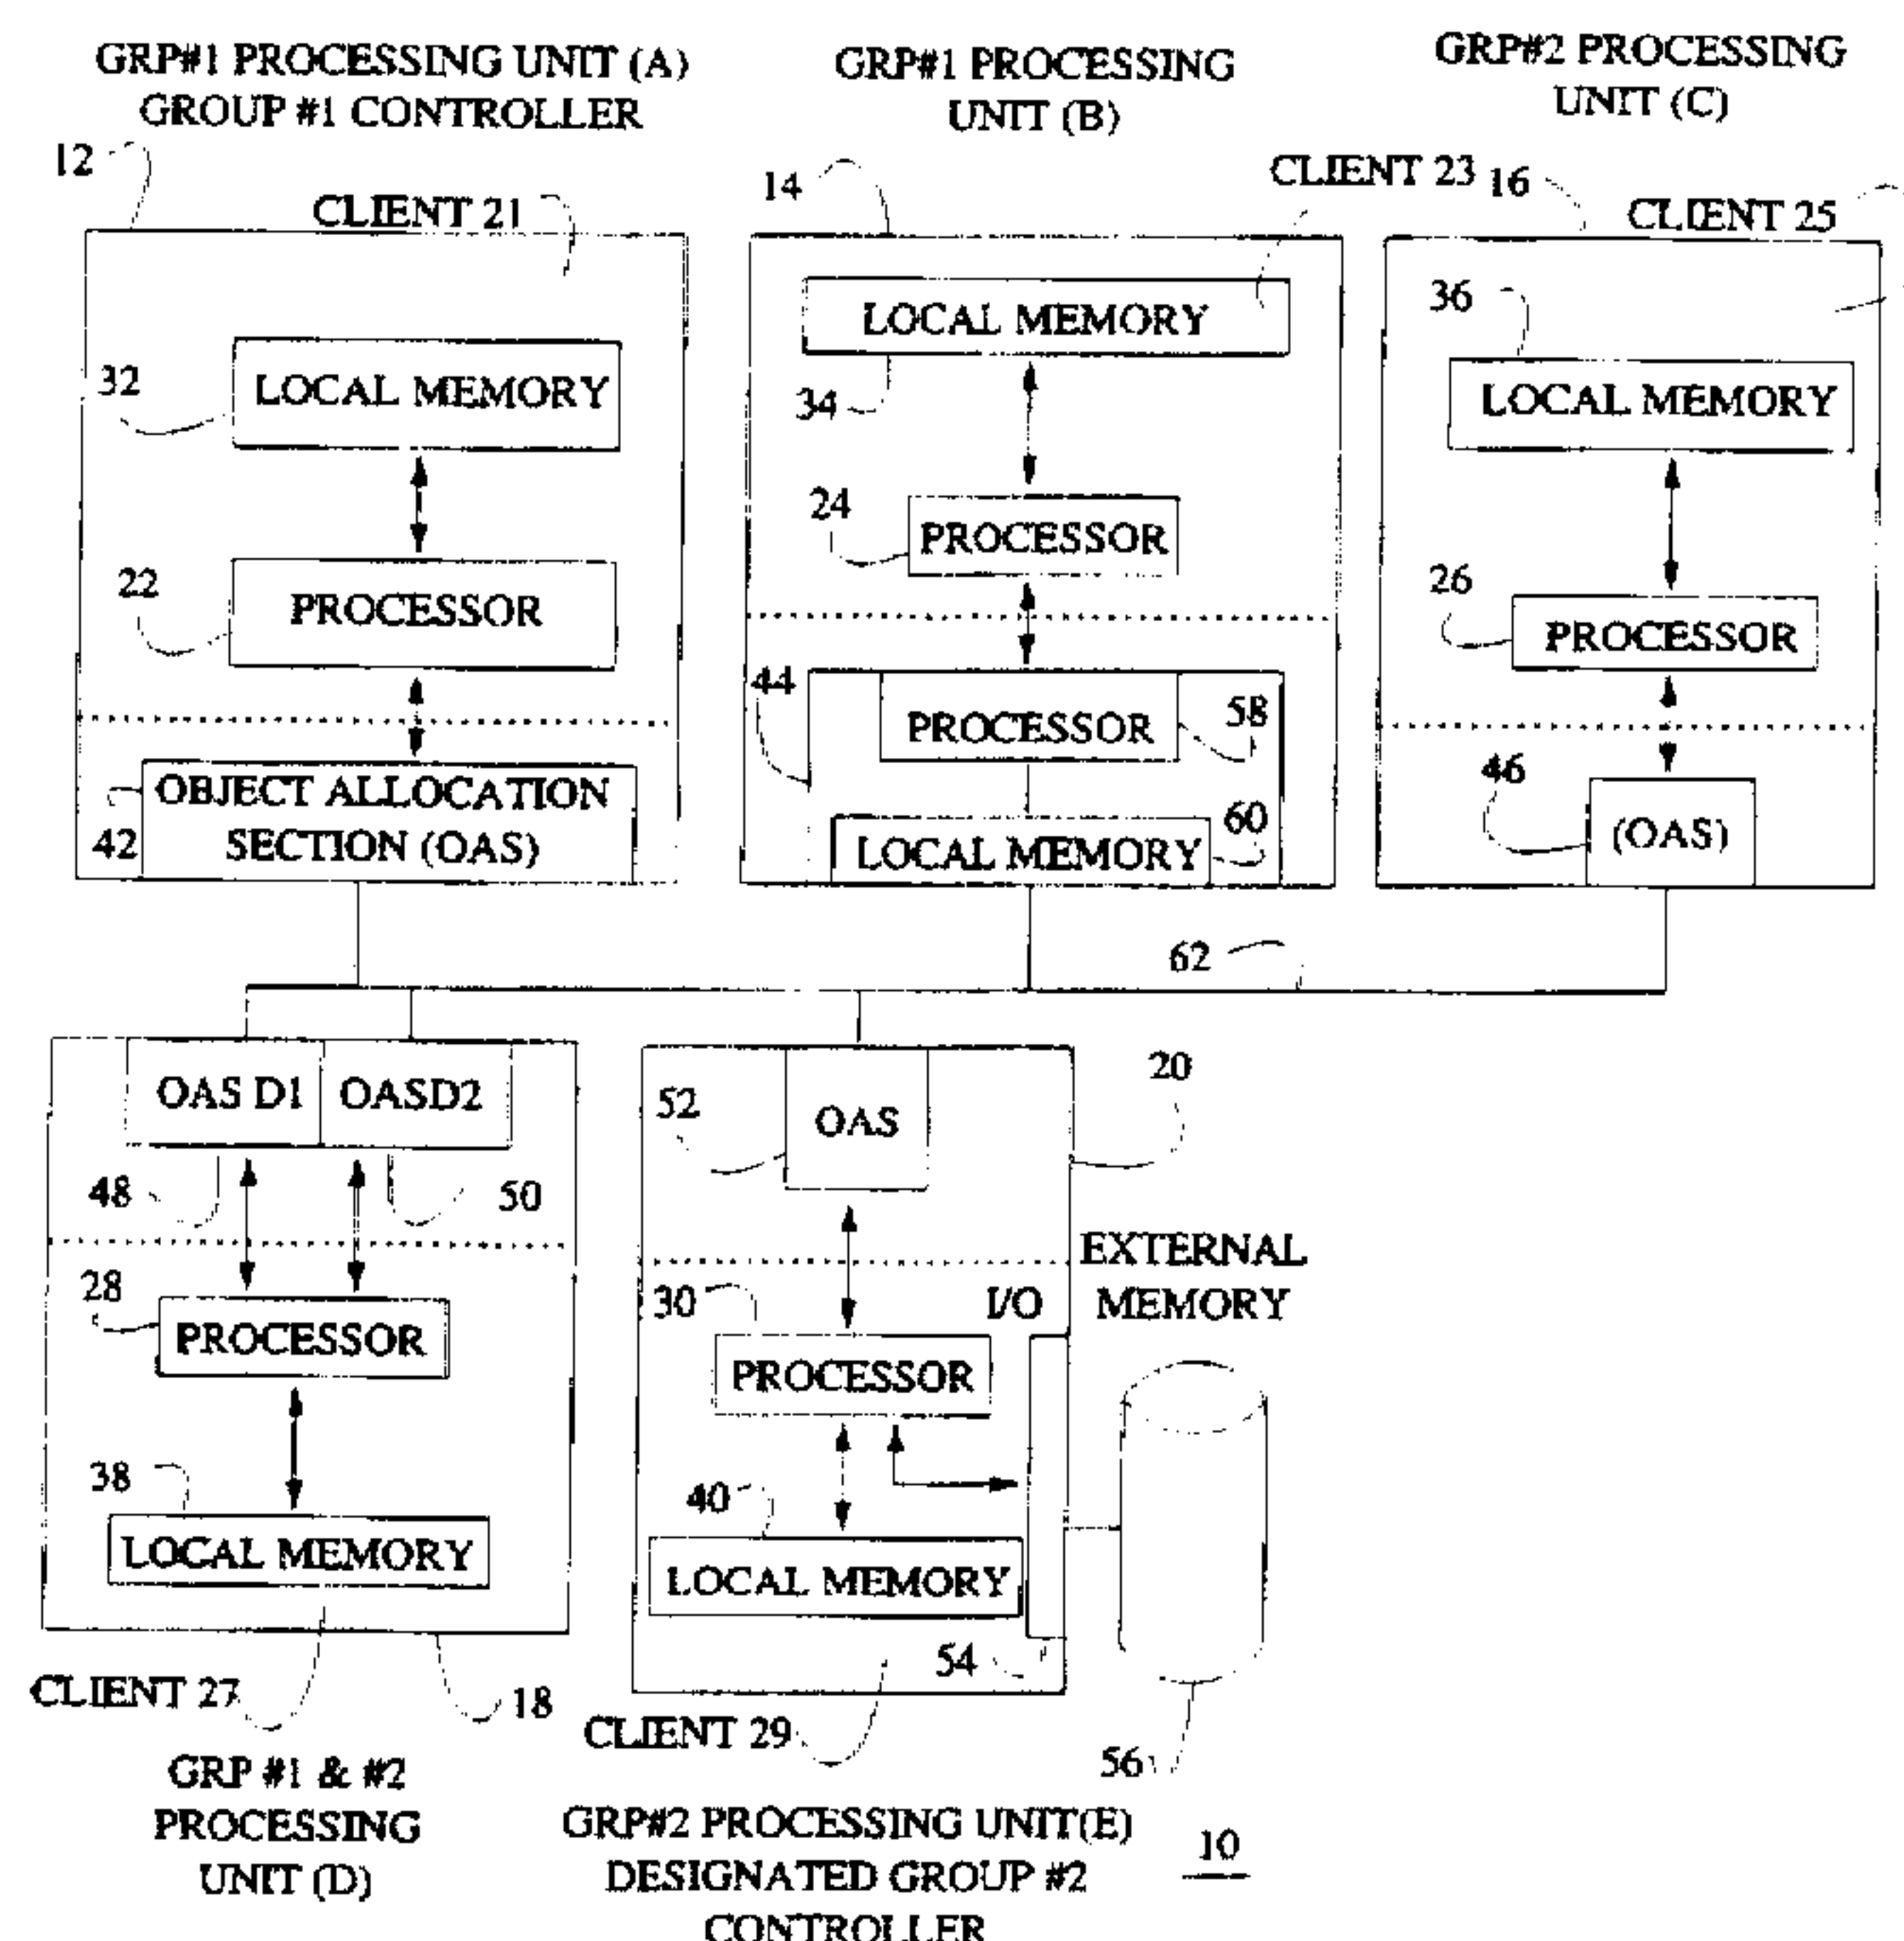 GRP#1 PROCESSING UNIT (A)
GROUP #1 CONTROLLER
GRP#1 PROCESSING
UNIT (B)
GRP#2 PROCESSING
UNIT (C)
12
CLIENT 21
14
CLIENT 23
16
CLIENT 25
32
LOCAL MEMORY
22
PROCESSOR
42
OBJECT ALLOCATION
SECTION (OAS)
LOCAL MEMORY
34
24
PROCESSOR
44
PROCESSOR
58
60
LOCAL MEMORY
36
LOCAL MEMORY
26
PROCESSOR
46
(OAS)
62
OAS D1
OASD2
48
50
28
PROCESSOR
38
LOCAL MEMORY
CLIENT 27
18
GRP #1 & #2
PROCESSING
UNIT (D)
52
OAS
20
EXTERNAL
MEMORY
30
I/O
PROCESSOR
40
LOCAL MEMORY
54
CLIENT 29
56
GRP#2 PROCESSING UNIT(E)
DESIGNATED GROUP #2
CONTROLLER
10